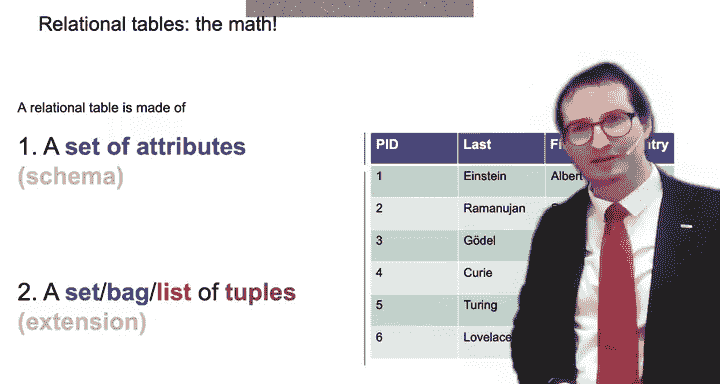 Relational tables: the math!
A relational table is made of
1. A set of attributes
(schema)
2. A set/bag/list of tuples
(extension)
PID Last
1 Einstein Albert
2 Ramanujan
3 Gödel
4 Curie
5 Turing
6 Lovelace